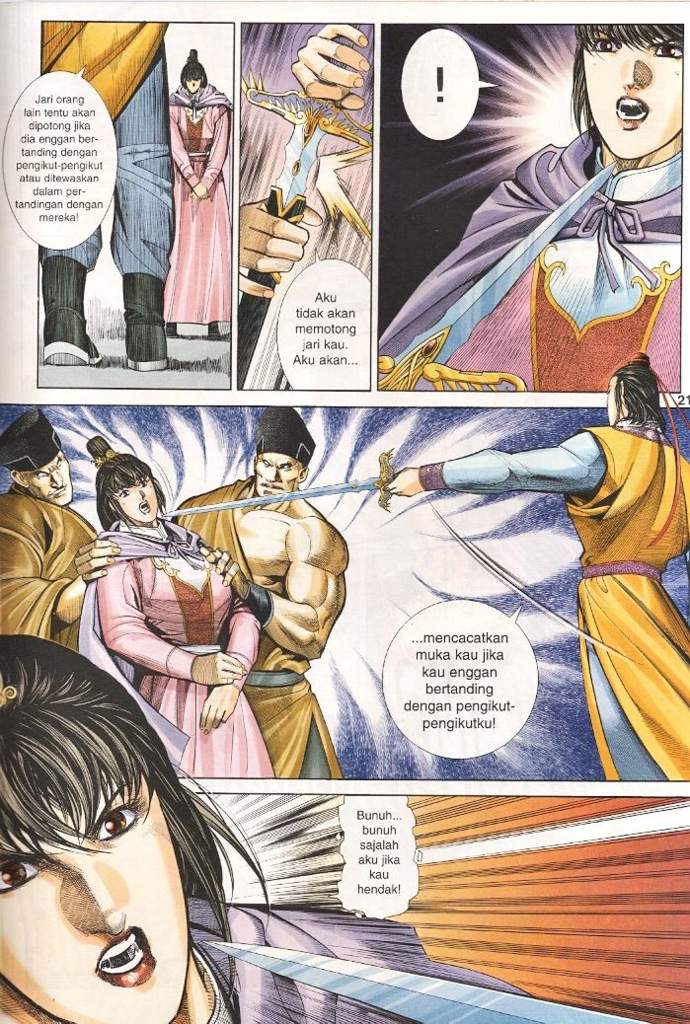 Jari orang
lain tentu akan
dipotong jika
dia enggan ber-
tanding dengan
pengikut-pengikut
atau ditewaskan
dalam per-
tandingan dengan
mereka!
Aku
tidak akan
memotong
jari kau.
Aku akan...
!
21
...mencacatkan
muka kau jika
kau enggan
bertanding
dengan pengikut-
pengikutku!
Bunuh...
bunuh
sajalah
aku jika
kau
hendak!